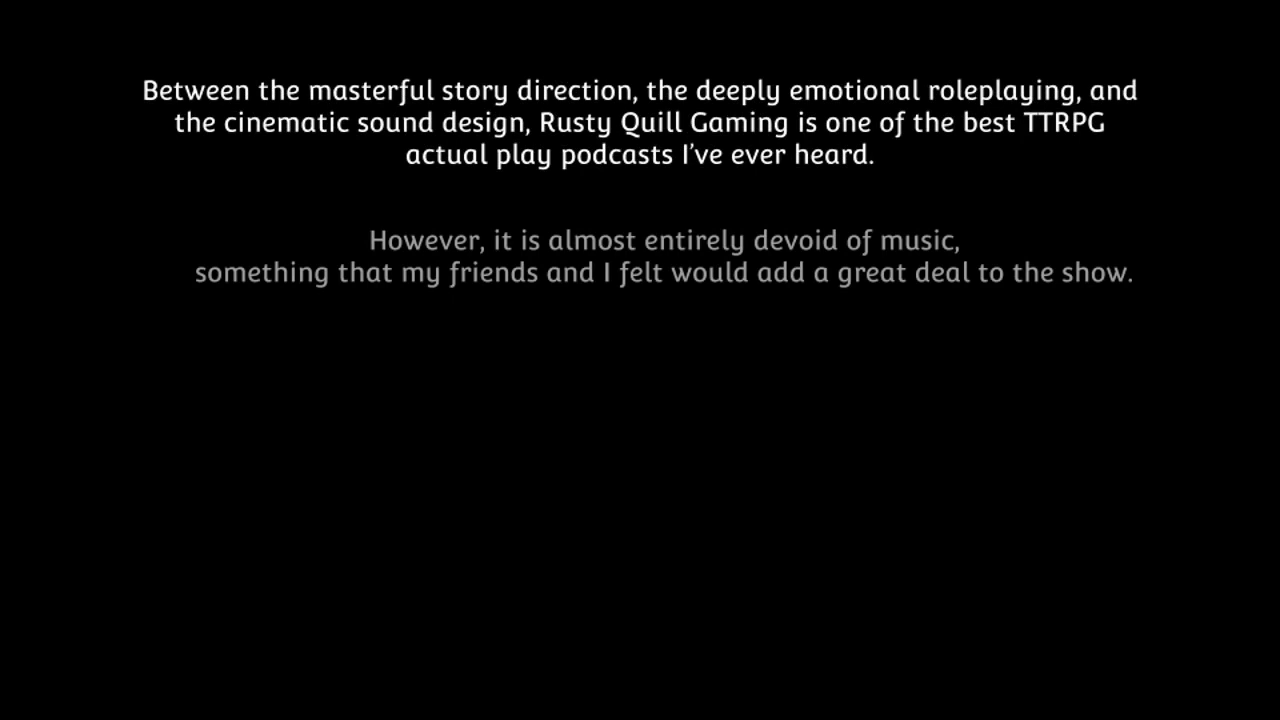 Between the masterful story direction, the deeply emotional roleplaying, and
the cinematic sound design, Rusty Quill Gaming is one of the best TTRPG
actual play podcasts I’ve ever heard.
However, it is almost entirely devoid of music,
something that my friends and I felt would add a great deal to the show.